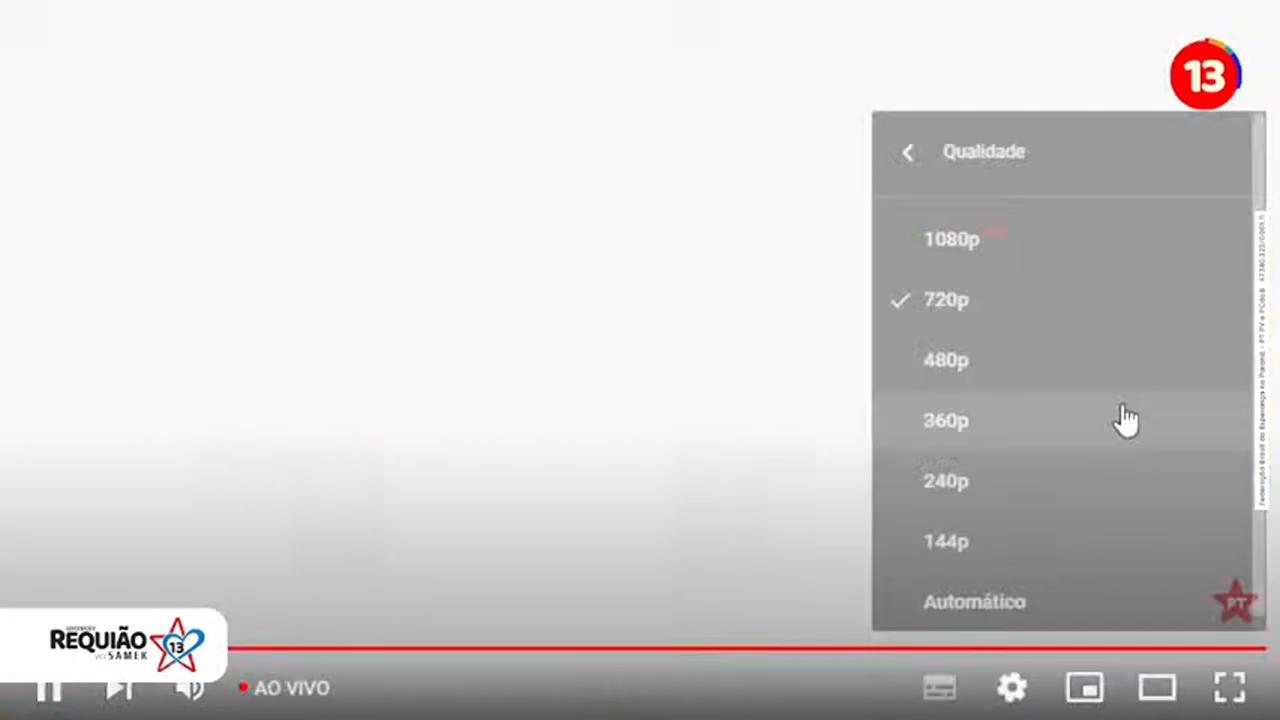 13
Qualidade
1080p
720p
480p
360p
240p
144p
Automático
PT
REQUIÃO
SAMEK
13
AO VIVO